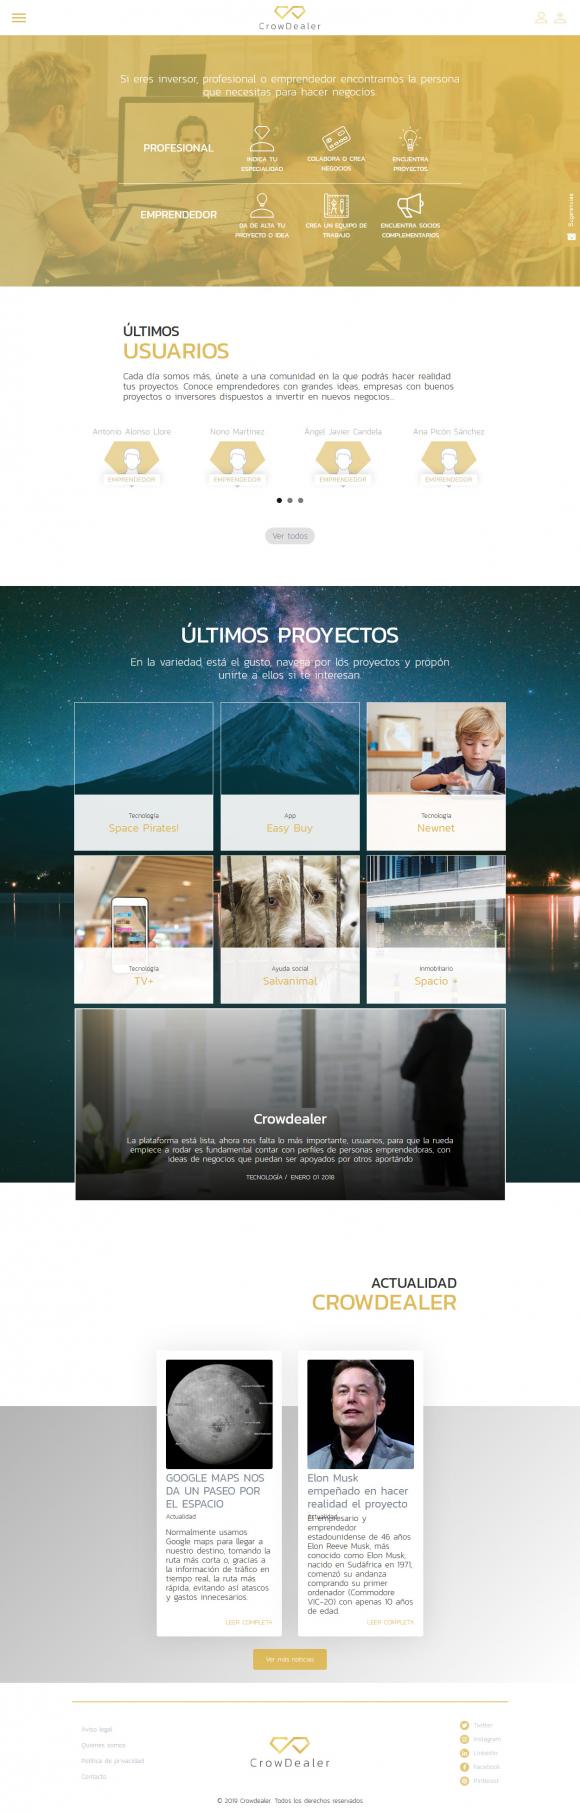 CrowDealer
Si eres inversor, profesional o emprendedor encontramos la persona
que necesitas para hacer negocios.
PROFESIONAL
INDICA TU
ESPECIALIDAD
COLABORA O CREA
NEGOCIOS
ENCUENTRA
PROYECTOS
EMPRENDEDOR
DA DE ALTA TU
PROYECTO O IDEA
CREA UN EQUIPO DE
TRABAJO
ENCUENTRA SOCIOS
COMPLEMENTARIOS
Sugerencias
ÚLTIMOS
USUARIOS
Cada día somos más, únete a una comunidad en la que podrás hacer realidad
tus proyectos. Conoce emprendedores con grandes ideas, empresas con buenos
proyectos o inversores dispuestos a invertir en nuevos negocios...
Antonio Alonso Llore
Nono Martinez
Ángel Javier Candela
Ana Picón Sánchez
EMPRENDEDOR
EMPRENDEDOR
EMPRENDEDOR
EMPRENDEDOR
Ver todos
ÚLTIMOS PROYECTOS
En la variedad está el gusto, navega por los proyectos y propón
unirte a ellos si te interesan.
Tecnología
Space Pirates!
App
Easy Buy
Tecnología
Newnet
Tecnología
TV+
Ayuda social
Salvanimal
Inmobiliario
Spacio +
Crowdealer
La plataforma está lista, ahora nos falta lo más importante, usuarios, para que la rueda
empiece a rodar es fundamental contar con perfiles de personas emprendedoras, con
ideas de negocios que puedan ser apoyados por otros aportándo
TECNOLOGÍA / ENERO 01 2018
ACTUALIDAD
CROWDEALER
GOOGLE MAPS NOS
DA UN PASEO POR
EL ESPACIO
Actualidad
Normalmente usamos
Google maps para llegar a
nuestro destino, tomando la
ruta más corta o, gracias a
la información de tráfico en
tiempo real, la ruta más
rápida, evitando así atascos
y gastos innecesarios.
LEER COMPLETA
Elon Musk
empeñado en hacer
realidad el proyecto
Actualidad
El empresario y
emprendedor
estadounidense de 46 años
Elon Reeve Musk, más
conocido como Elon Musk,
nacido en Sudáfrica en 1971,
comenzó su andanza
comprando su primer
ordenador (Commodore
VIC-20) con apenas 10 años
de edad.
LEER COMPLETA
Ver más noticias
Aviso legal
Quienes somos
Política de privacidad
Contacto
CrowDealer
Twitter
Instagram
Linkedin
Facebook
Pinterest
© 2019 Crowdealer. Todos los derechos reservados